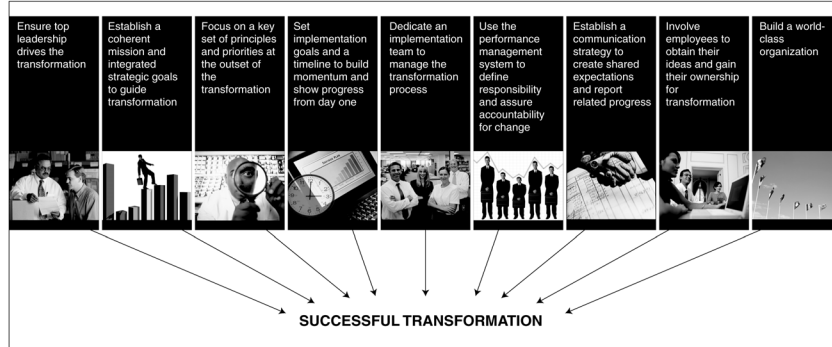 Ensure top
leadership
drives the
transformation
Establish a
coherent
mission and
integrated
strategic goals
to guide
transformation
Focus on a key
set of principles
and priorities at
the outset of
the
transformation
Set
implementation
goals and a
timeline to build
momentum and
show progress
from day one
Dedicate an
implementation
team to
manage the
transformation
process
Use the
performance
management
system to
define
responsibility
and assure
accountability
for change
Establish a
communication
strategy to
create shared
expectations
and report
related progress
Involve
employees to
obtain their
ideas and gain
their ownership
for
transformation
Build a world-
class
organization
SUCCESSFUL TRANSFORMATION